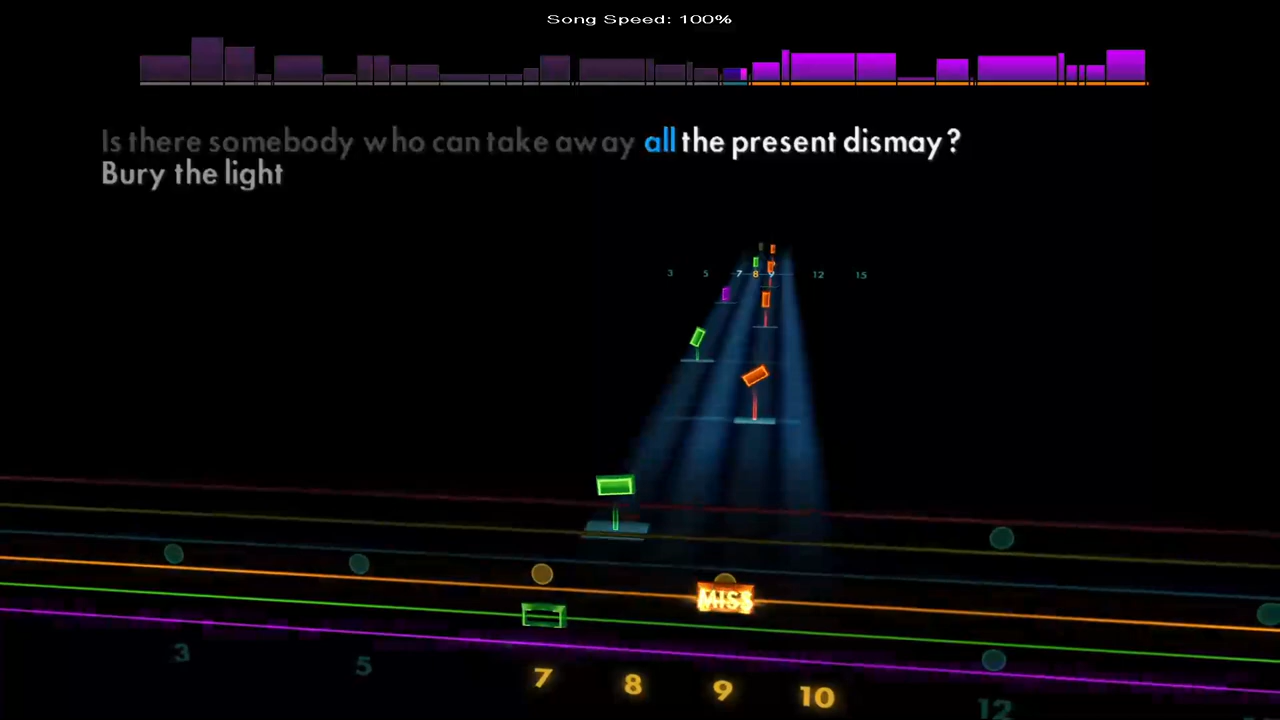 Song Speed: 100%
Is there somebody who can take away all the present dismay?
Bury the light
3 5 7 8 9 12 15
MISS
3 5 7 8 9 10 12